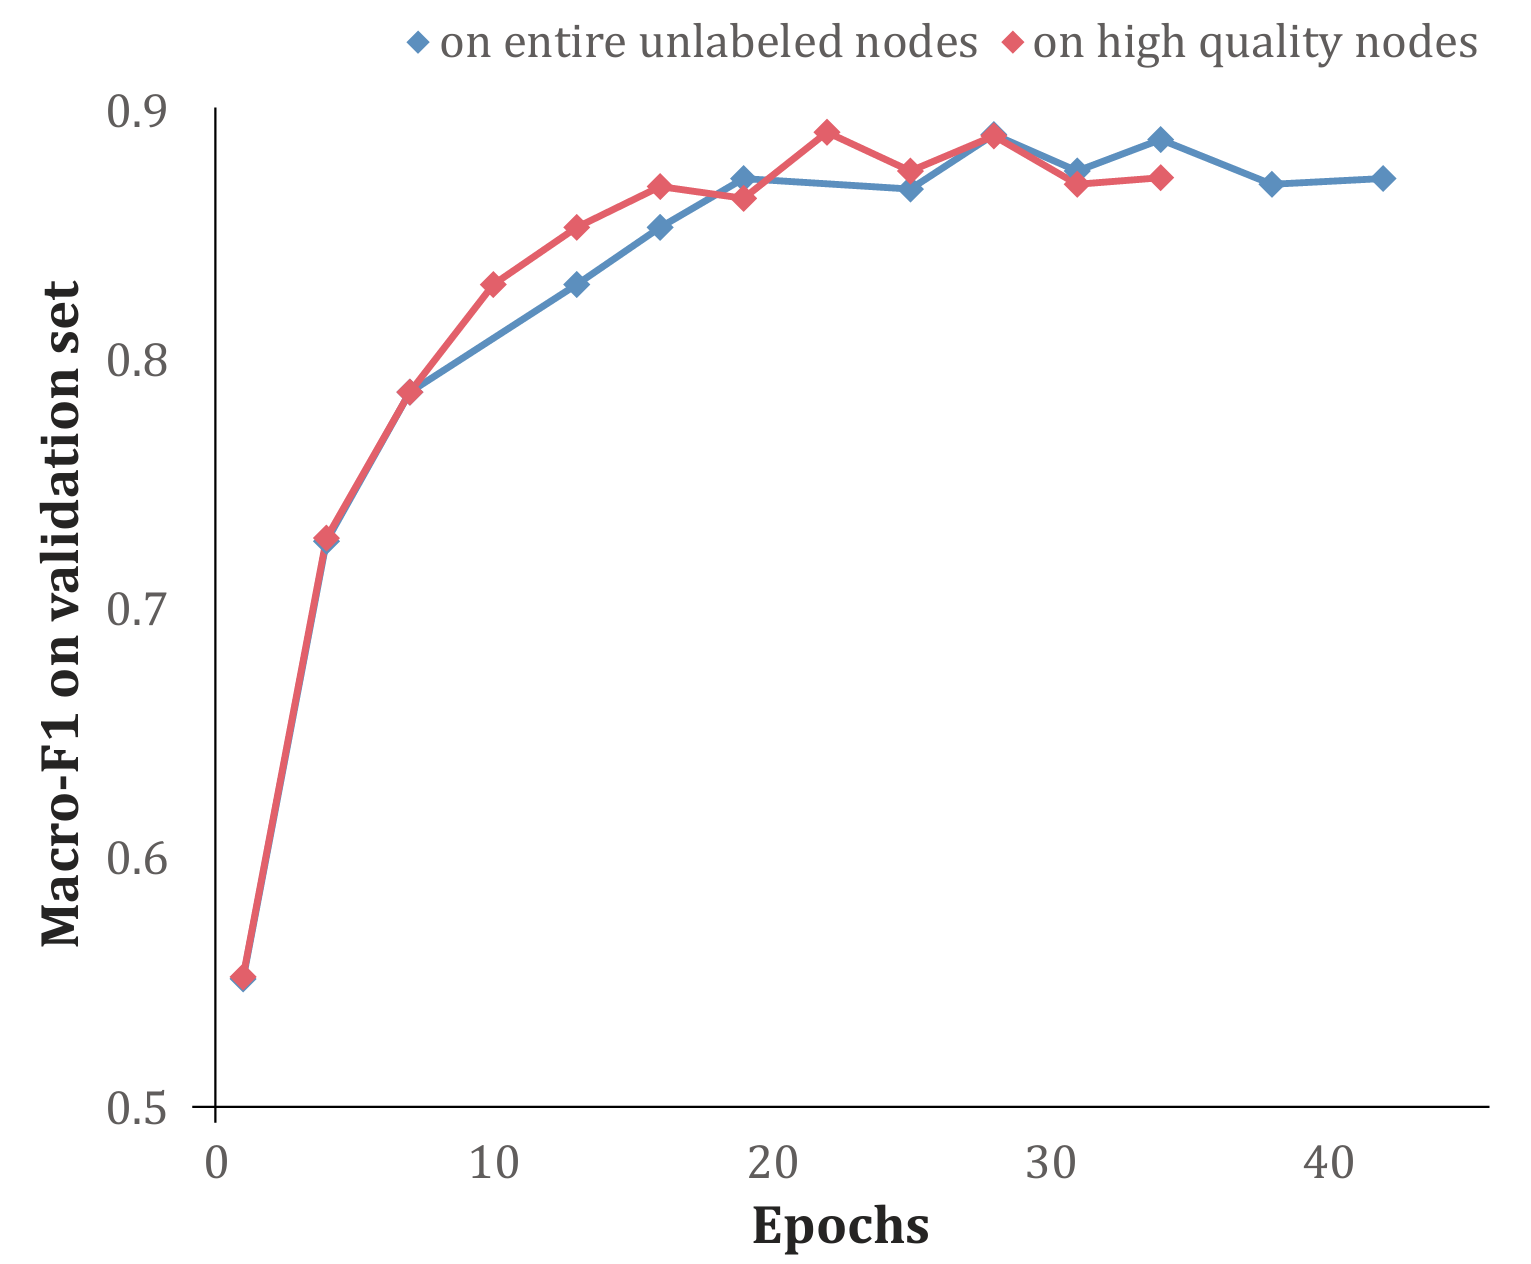 on entire unlabeled nodes on high quality nodes
0.9
0.8
0.7
0.6
0.5
Macro-F1 on validation set
0 10 20 30 40
Epochs